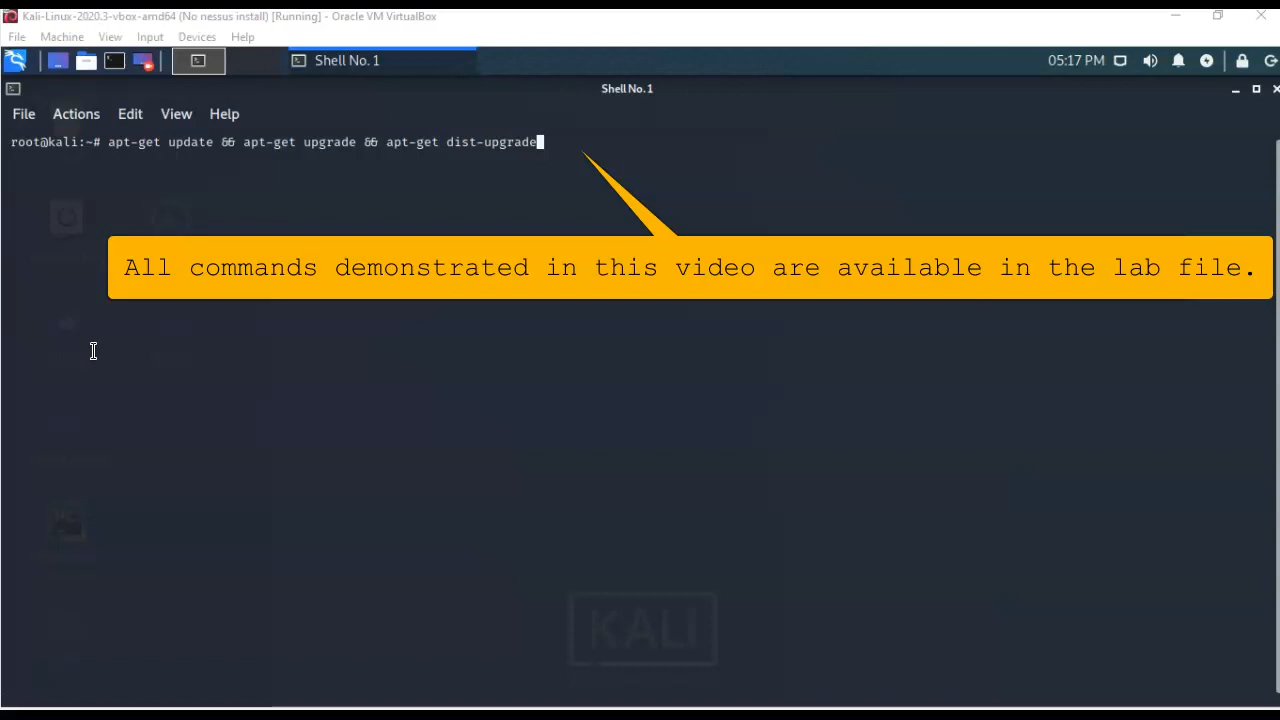 Kali-Linux-2020.3-vbox-amd64 (No nessus install) [Running] - Oracle VM VirtualBox
File Machine View Input Devices Help
Shell No. 1 05:17 PM
Shell No. 1
File Actions Edit View Help
root@kali:~# apt-get update && apt-get upgrade && apt-get dist-upgrade
All commands demonstrated in this video are available in the lab file.
KALI